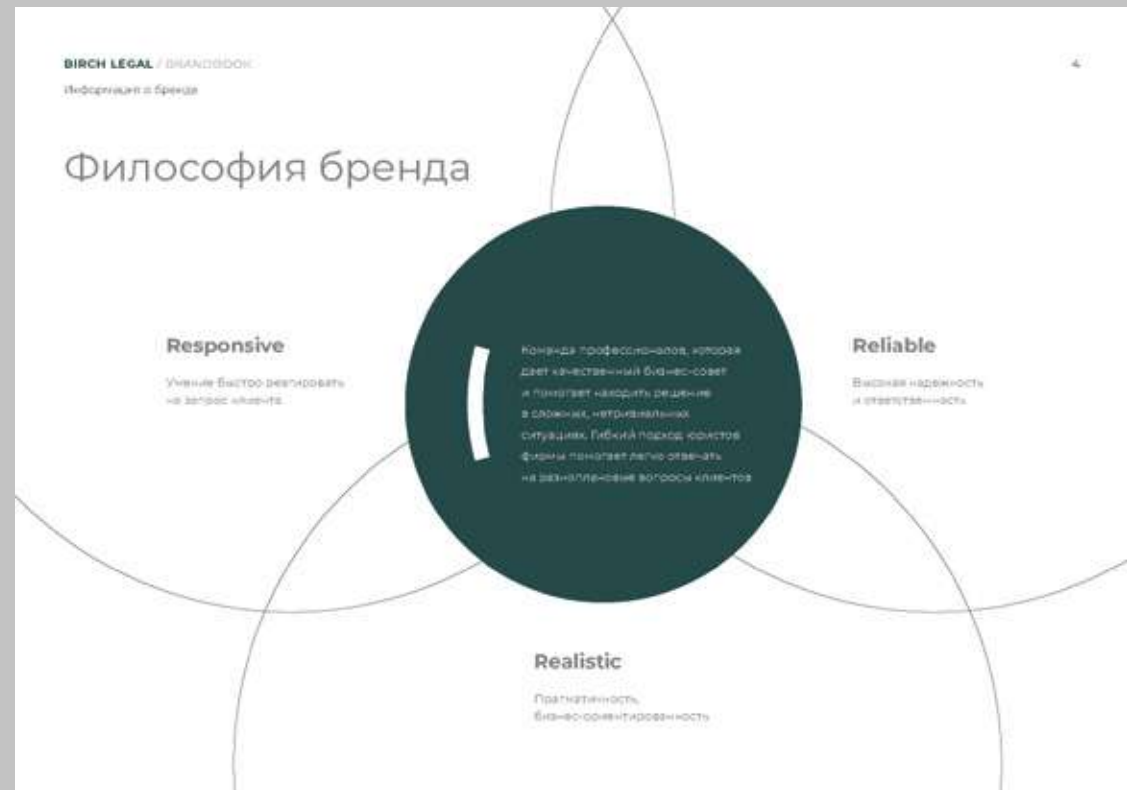 BIRCH LEGAL / BRANDBOOK
4
Информация о бренде
Философия бренда
Responsive
Умение быстро реагировать
на запрос клиента
Команда профессионалов, которая
дает качественный бизнес-совет
и помогает находить решение
в сложных, нетривиальных
ситуациях. Гибкий подход юристов
фирмы помогает легко отвечать
на разноплановые вопросы клиентов
Reliable
Высокая надежность
и ответственность
Realistic
Прагматичность,
бизнес-ориентированность